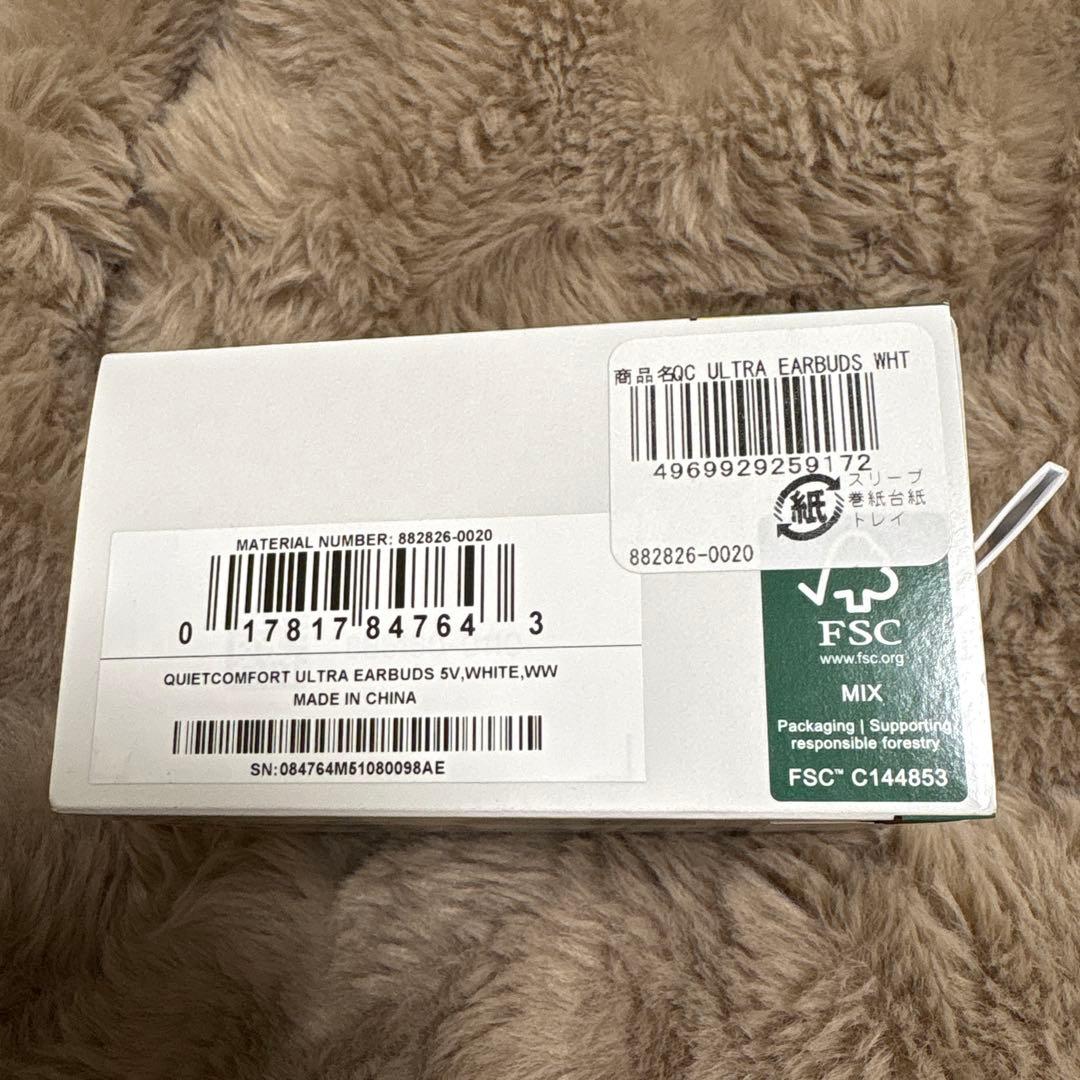 商品名QC ULTRA EARBUDS WHT
4969929259172
紙
スリーブ
巻紙台紙
トレイ
882826-0020
MATERIAL NUMBER: 882826-0020
0 17817 84764 3
QUIETCOMFORT ULTRA EARBUDS 5V,WHITE,WW
MADE IN CHINA
SN:084764M51080098AE
FSC
www.fsc.org
MIX
Packaging | Supporting
responsible forestry
FSC™ C144853